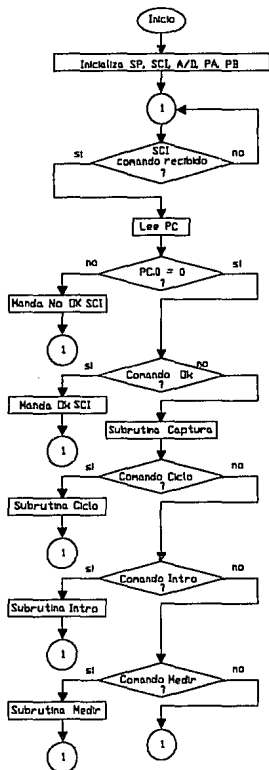 Inicio
Inicializa SP, SCI, A/D, PA, PB
1
SCI
si comando recibido no
?
Lee PC
no PC.0 = 0 si
?
Manda No OK SCI
1
si Comando Ok no
?
Manda Ok SCI
Subrutina Captura
1
si Comando Ciclo no
?
Subrutina Ciclo
1
si Comando Intro no
?
Subrutina Intro
1
si Comando Medir no
?
Subrutina Medir
1
1